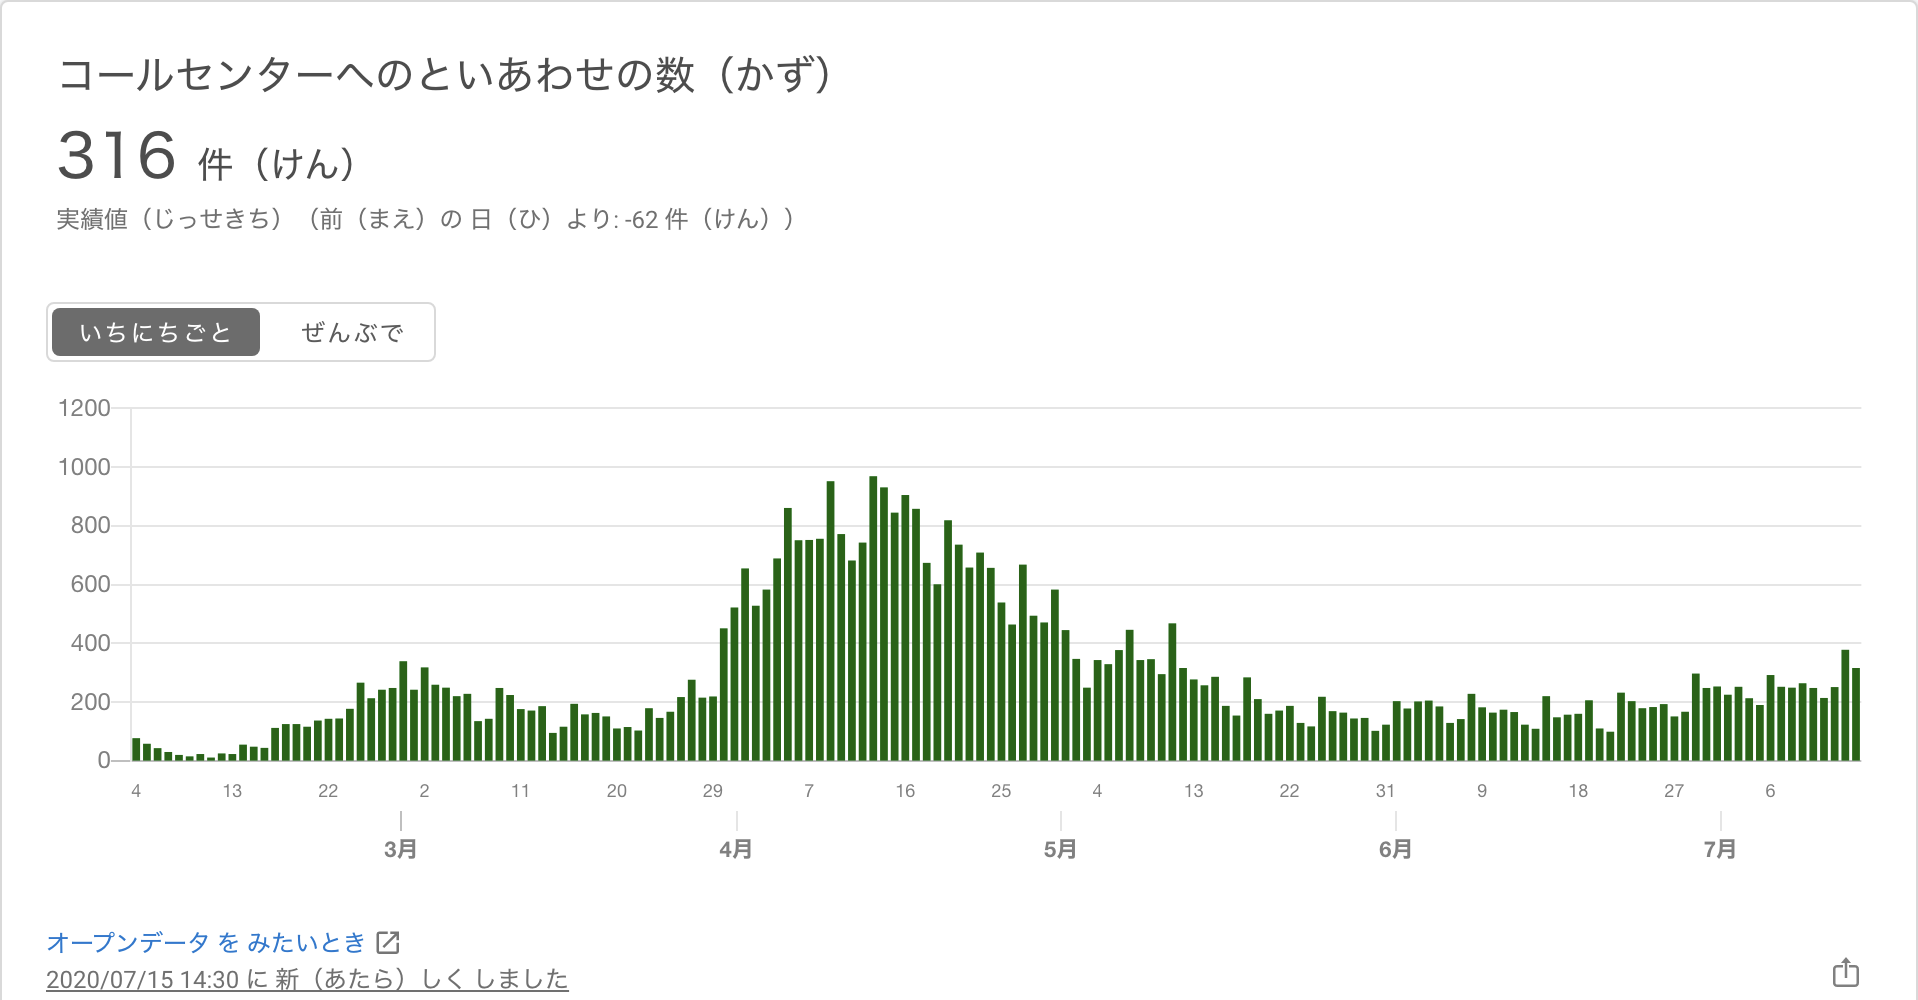 コールセンターへのといあわせの数（かず）
316 件（けん）
実績値（じっせきち）（前（まえ）の 日（ひ）より: -62 件（けん））
いちにちごと ぜんぶで
1200
1000
800
600
400
200
0
4 13 22 2 11 20 29 7 16 25 4 13 22 31 9 18 27 6
3月 4月 5月 6月 7月
オープンデータ を みたいとき
2020/07/15 14:30 に 新（あたら）しく しました